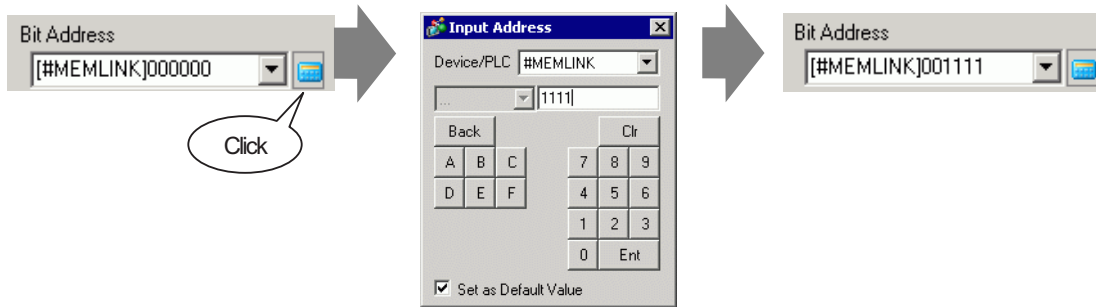 Bit Address
[#MEMLINK]000000
Click
Input Address
Device/PLC #MEMLINK
... 1111
Back Clr
A B C 7 8 9
D E F 4 5 6
1 2 3
0 Ent
Set as Default Value
Bit Address
[#MEMLINK]001111